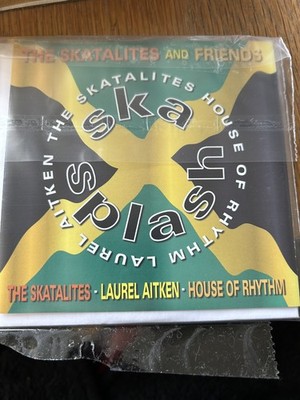 THE SKATALITES AND FRIENDS
THE SKATALITES HOUSE OF RHYTHM LAUREL AITKEN
ska
splash
THE SKATALITES - LAUREL AITKEN - HOUSE OF RHYTHM